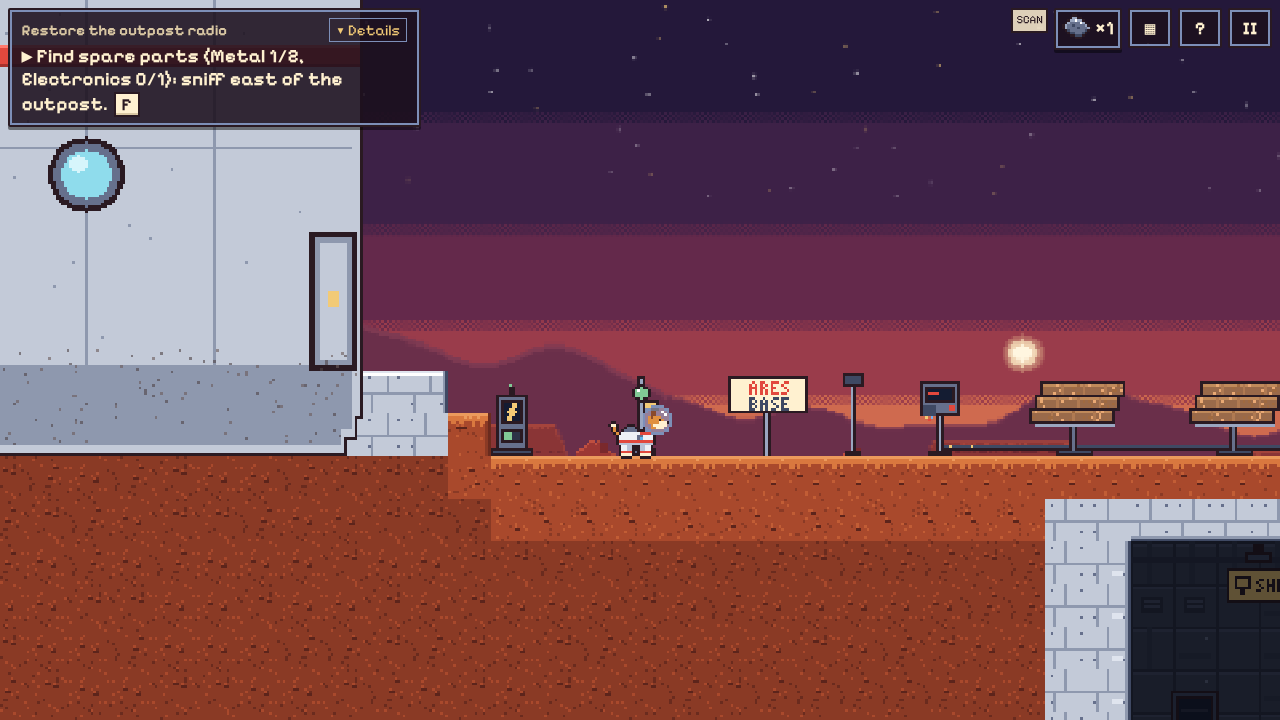 Restore the outpost radio
▾ Details
▶ Find spare parts (Metal 1/8,
Electronics 0/1): sniff east of the
outpost. F
SCAN
×1
?
II
ARES
BASE